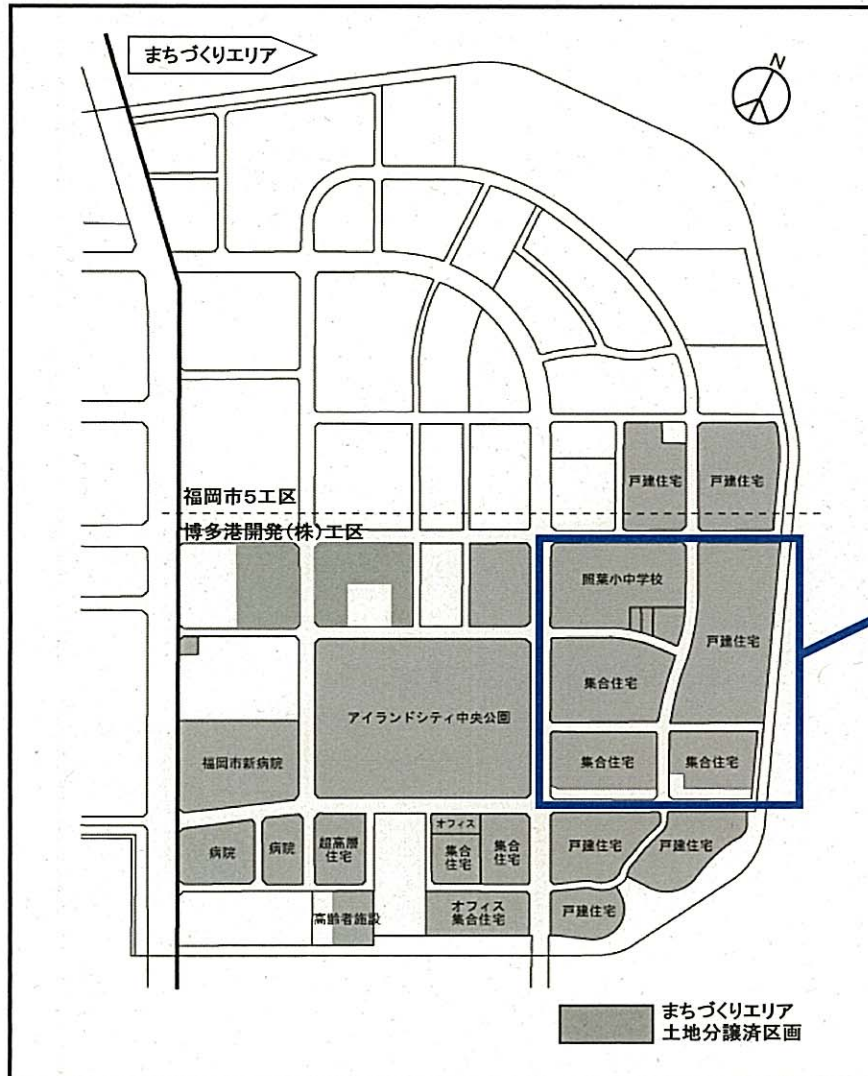 まちづくりエリア
N
戸建住宅
戸建住宅
福岡市5工区
博多港開発(株)工区
照葉小中学校
戸建住宅
集合住宅
アイランドシティ中央公園
福岡市新病院
集合住宅
集合住宅
病院
病院
超高層
住宅
オフィス
集合
住宅
集合
住宅
戸建住宅
戸建住宅
高齢者施設
オフィス
集合住宅
戸建住宅
まちづくりエリア
土地分譲済区画